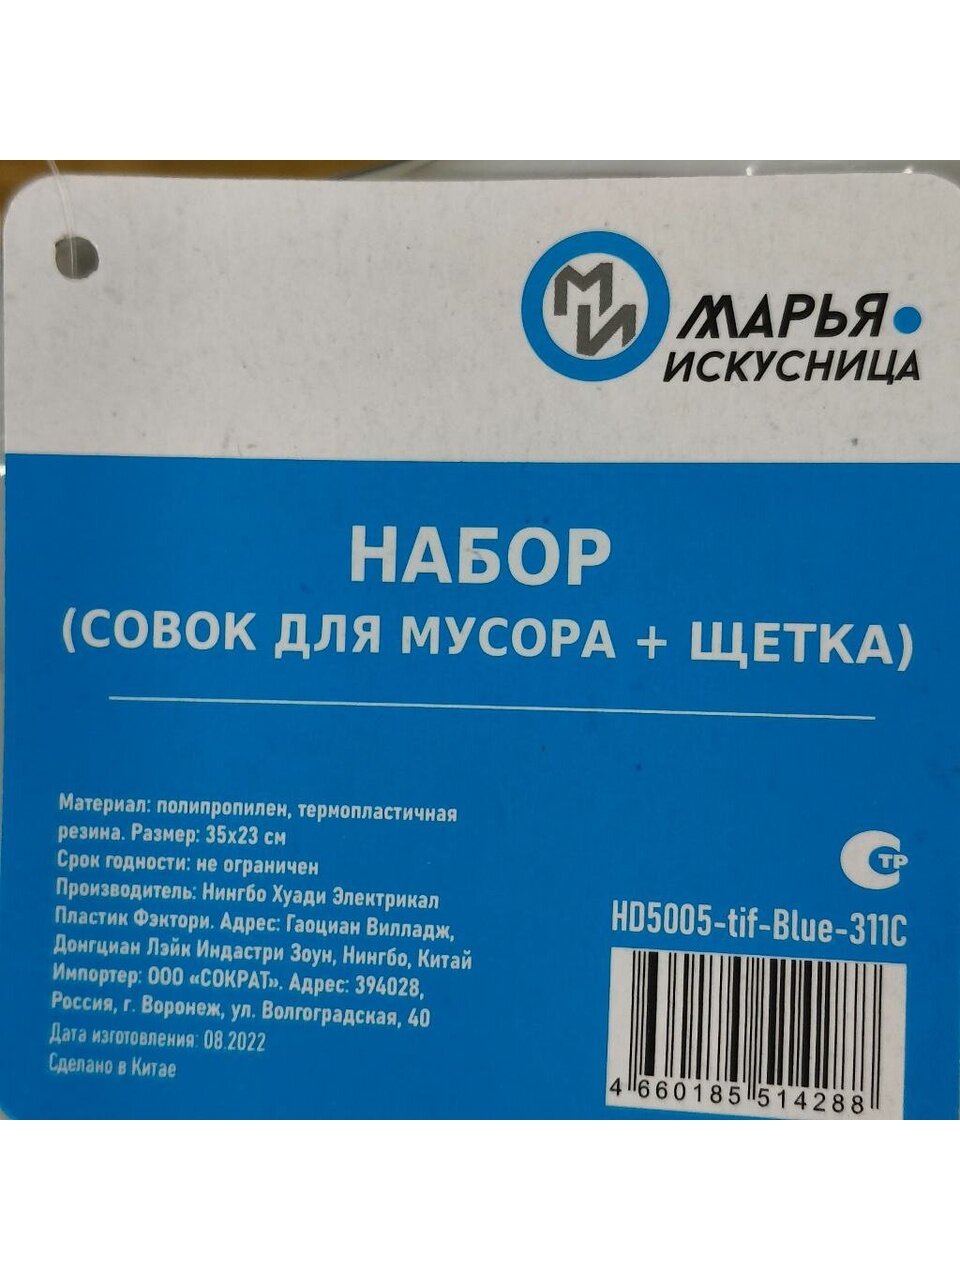 МИ
МАРЬЯ
ИСКУСНИЦА
НАБОР
(СОВОК ДЛЯ МУСОРА + ЩЕТКА)
Материал: полипропилен, термопластичная
резина. Размер: 35х23 см
Срок годности: не ограничен
Производитель: Нингбо Хуади Электрикал
Пластик Фэктори. Адрес: Гаоциан Вилладж,
Донгциан Лэйк Индастри Зоун, Нингбо, Китай
Импортер: ООО «СОКРАТ». Адрес: 394028,
Россия, г. Воронеж, ул. Волгоградская, 40
Дата изготовления: 08.2022
Сделано в Китае
СТР
HD5005-tif-Blue-311C
4 660185 514288